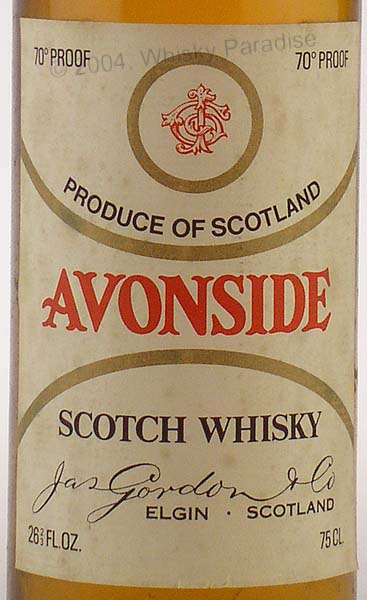 © 2004, Whisky Paradise
70° PROOF 70° PROOF
PRODUCE OF SCOTLAND
AVONSIDE
SCOTCH WHISKY
Jas Gordon & Co
ELGIN · SCOTLAND
26⅔ FL.OZ. 75 CL.